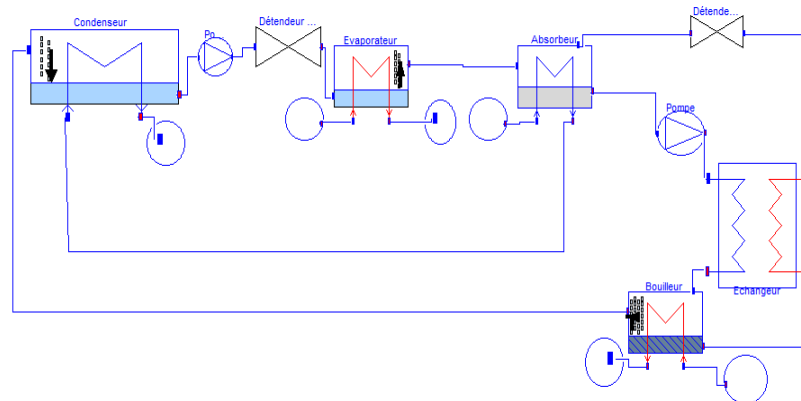 Condenseur
Po
Détendeur ...
Evaporateur
Absorbeur
Détende...
Pompe
Echangeur
Bouilleur